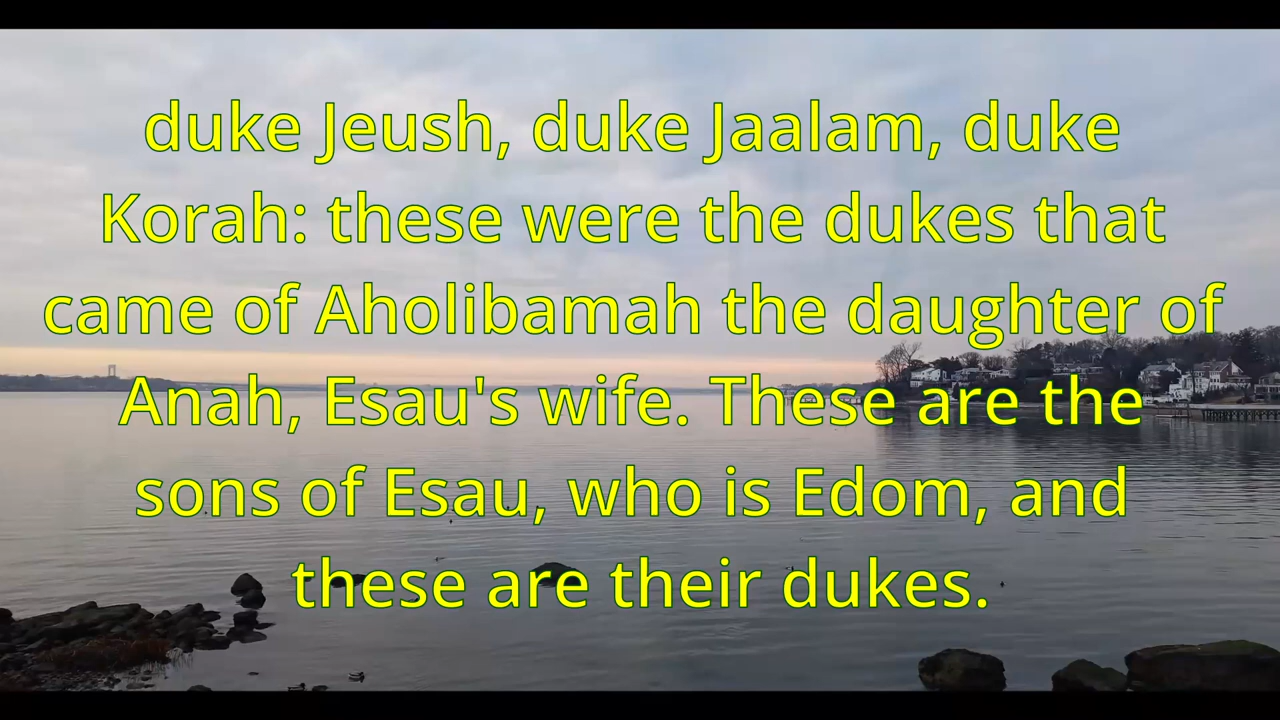 duke Jeush, duke Jaalam, duke
Korah: these were the dukes that
came of Aholibamah the daughter of
Anah, Esau's wife. These are the
sons of Esau, who is Edom, and
these are their dukes.